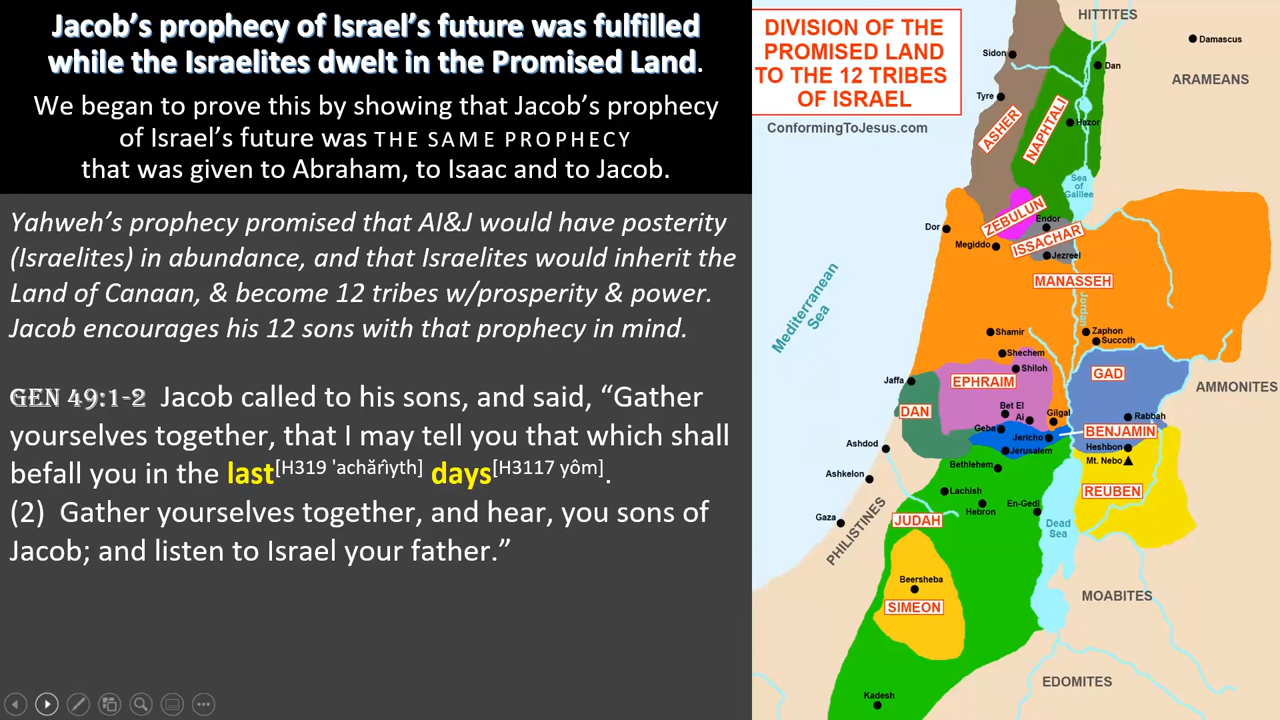 Jacob's prophecy of Israel's future was fulfilled
while the Israelites dwelt in the Promised Land.
We began to prove this by showing that Jacob's prophecy
of Israel's future was THE SAME PROPHECY
that was given to Abraham, to Isaac and to Jacob.
Yahweh's prophecy promised that AI&J would have posterity
(Israelites) in abundance, & that Israelites would inherit the
Land of Canaan, & become 12 tribes w/prosperity & power.
Jacob encourages his 12 sons with that prophecy in mind.
GEN 49:1-2 Jacob called to his sons, and said, “Gather
yourselves together, that I may tell you that which shall
befall you in the last[H319 'achăriyth] days[H3117 yôm].
(2) Gather yourselves together, and hear, you sons of
Jacob; and listen to Israel your father.”
DIVISION OF THE
PROMISED LAND
TO THE 12 TRIBES
OF ISRAEL
ConformingToJesus.com
HITTITES
Damascus
Sidon
Dan
ARAMEANS
Tyre
ASHER
NAPHTALI
Hazor
Sea
of
Galilee
ZEBULUN
Endor
Dor
Megiddo
ISSACHAR
Jezreel
MANASSEH
Mediterranean
Sea
Jordan
Shamir
Zaphon
Succoth
Shechem
Shiloh
Jaffa
EPHRAIM
GAD
AMMONITES
DAN
Bet El
Ai
Gilgal
Rabbah
Geba
Jericho
BENJAMIN
Ashdod
Jerusalem
Heshbon
Bethlehem
Mt. Nebo
Ashkelon
Lachish
REUBEN
Hebron
En-Gedi
Gaza
PHILISTINES
JUDAH
Dead
Sea
Beersheba
SIMEON
MOABITES
EDOMITES
Kadesh